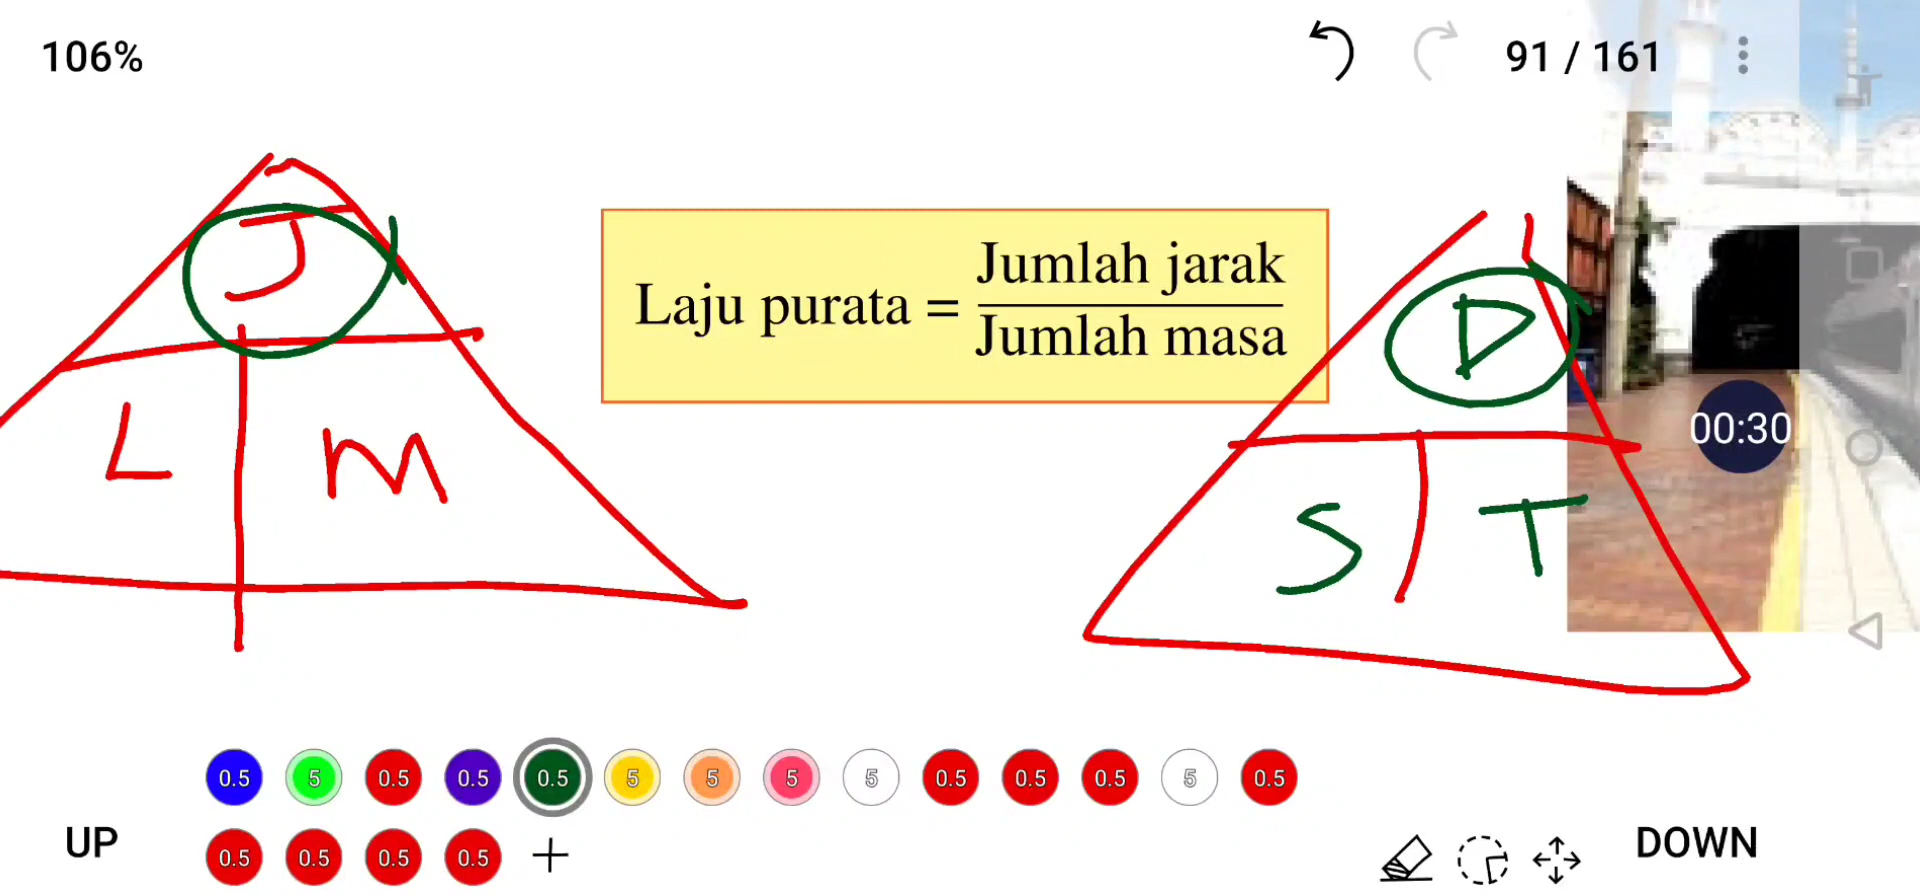 106%
91 / 161
J
L M
Laju purata = Jumlah jarak
Jumlah masa
D
S T
00:30
0.5 5 0.5 0.5 0.5 5 5 5 5 0.5 0.5 0.5 5 0.5
UP
0.5 0.5 0.5 0.5 +
DOWN